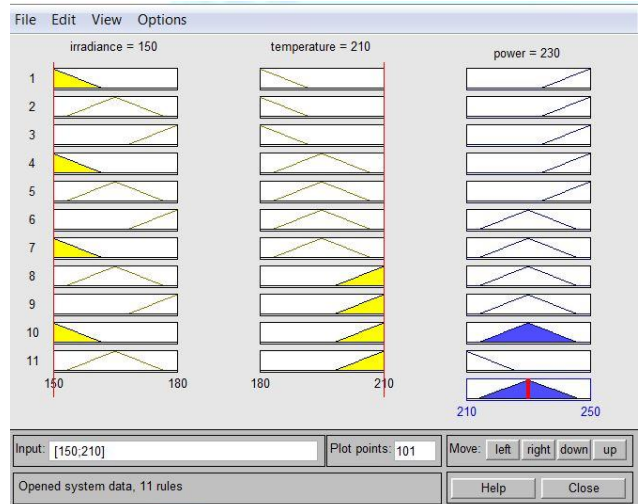 File Edit View Options
irradiance = 150 temperature = 210 power = 230
1
2
3
4
5
6
7
8
9
10
11
150 180 180 210
210 250
Input: [150;210] Plot points: 101 Move: left right down up
Opened system data, 11 rules Help Close